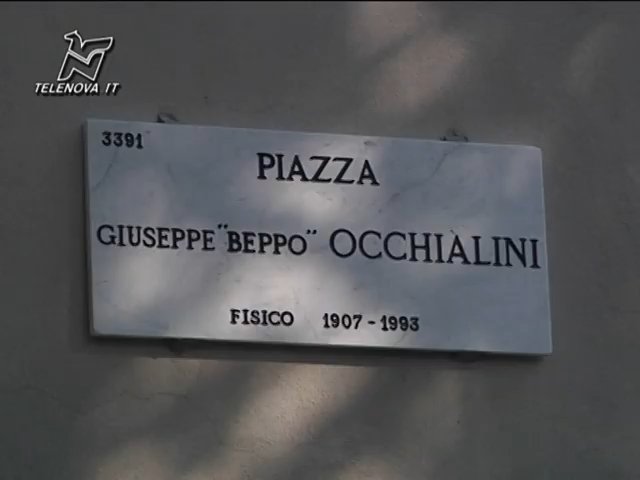 TELENOVA IT
3391
PIAZZA
GIUSEPPE "BEPPO" OCCHIALINI
FISICO 1907-1993